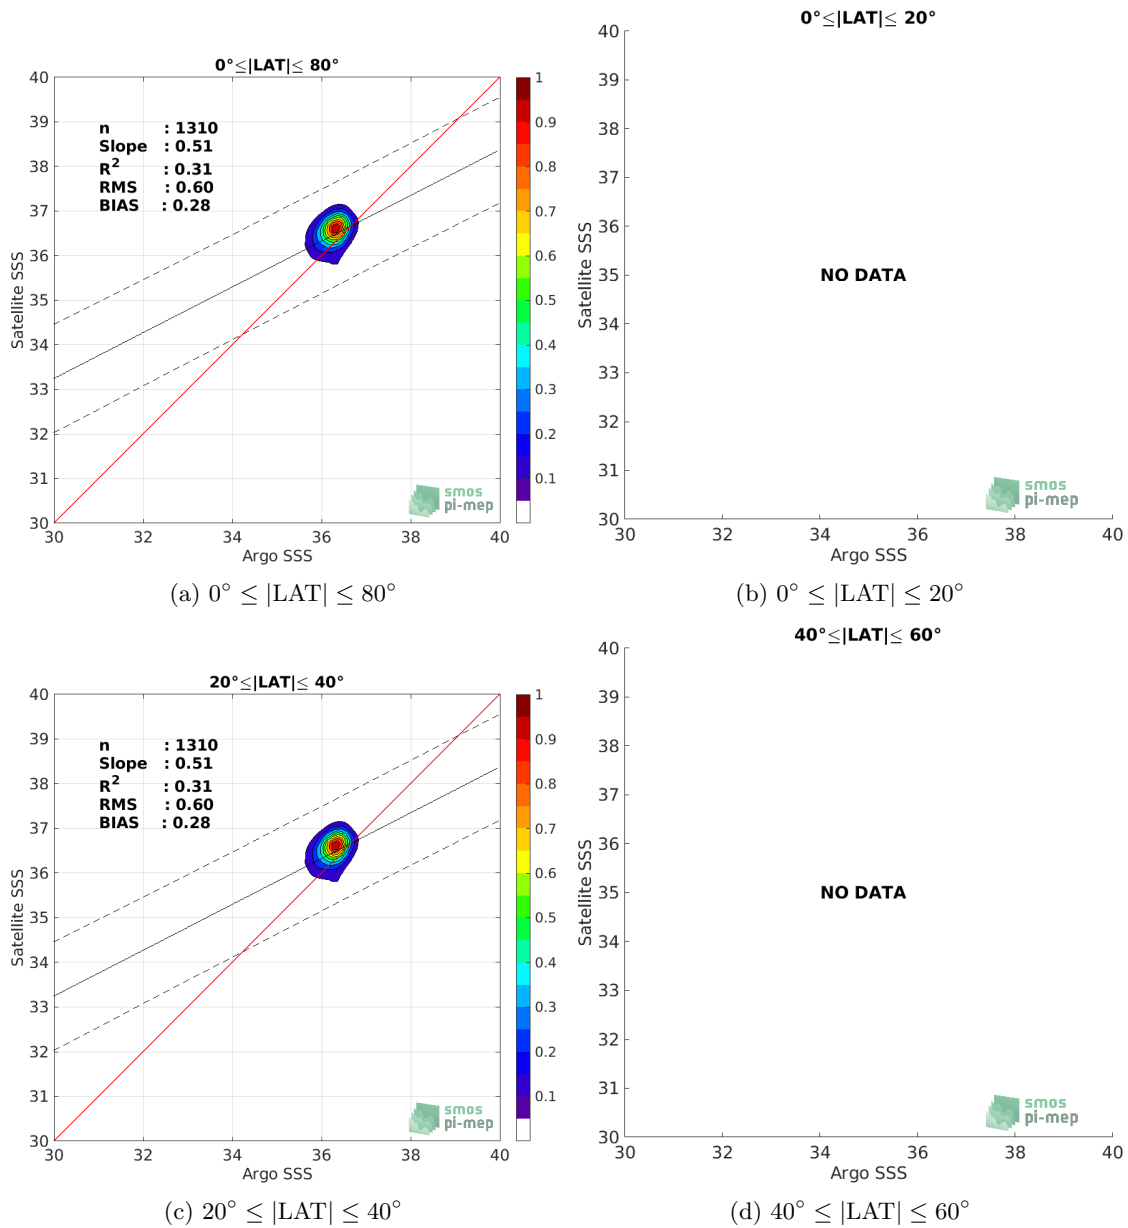 0°≤|LAT|≤ 80°
n : 1310
Slope : 0.51
R² : 0.31
RMS : 0.60
BIAS : 0.28
40
39
38
37
36
35
34
33
32
31
30
Satellite SSS
30 32 34 36 38 40
Argo SSS
1
0.9
0.8
0.7
0.6
0.5
0.4
0.3
0.2
0.1
smos
pi-mep
(a) 0° ≤ |LAT| ≤ 80°
0°≤|LAT|≤ 20°
40
39
38
37
36
35
34
33
32
31
30
Satellite SSS
NO DATA
smos
pi-mep
30 32 34 36 38 40
Argo SSS
(b) 0° ≤ |LAT| ≤ 20°
20°≤|LAT|≤ 40°
n : 1310
Slope : 0.51
R² : 0.31
RMS : 0.60
BIAS : 0.28
40
39
38
37
36
35
34
33
32
31
30
Satellite SSS
30 32 34 36 38 40
Argo SSS
1
0.9
0.8
0.7
0.6
0.5
0.4
0.3
0.2
0.1
smos
pi-mep
(c) 20° ≤ |LAT| ≤ 40°
40°≤|LAT|≤ 60°
40
39
38
37
36
35
34
33
32
31
30
Satellite SSS
NO DATA
smos
pi-mep
30 32 34 36 38 40
Argo SSS
(d) 40° ≤ |LAT| ≤ 60°